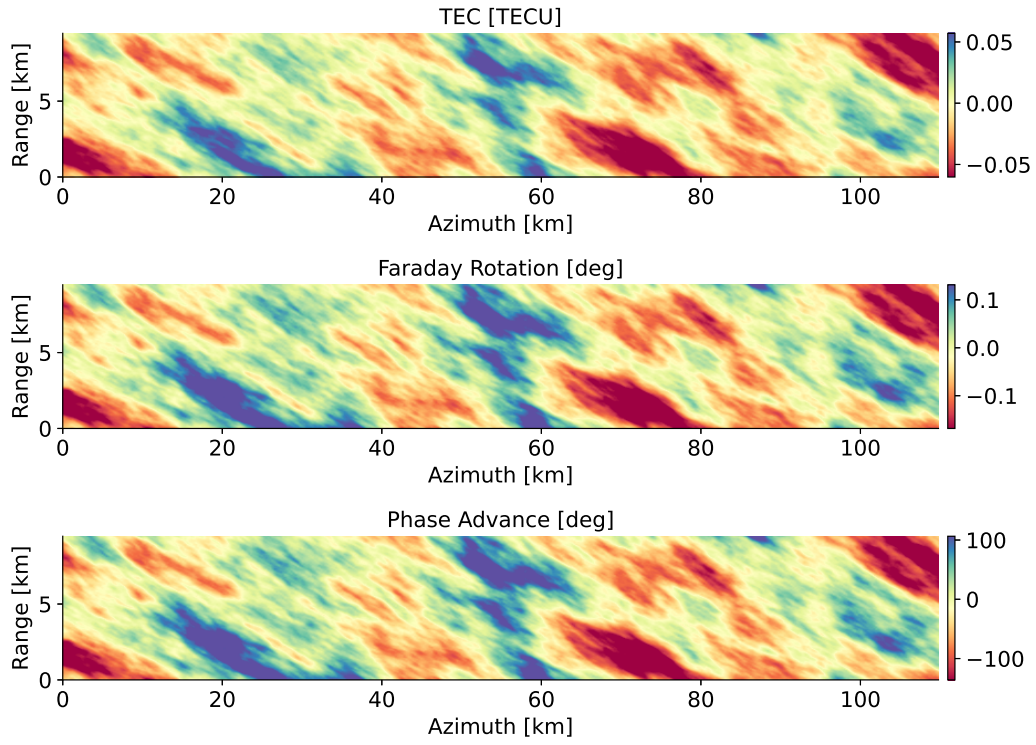 TEC [TECU]
Range [km]
5
0
0 20 40 60 80 100
Azimuth [km]
0.05
0.00
−0.05
Faraday Rotation [deg]
Range [km]
5
0
0 20 40 60 80 100
Azimuth [km]
0.1
0.0
−0.1
Phase Advance [deg]
Range [km]
5
0
0 20 40 60 80 100
Azimuth [km]
100
0
−100